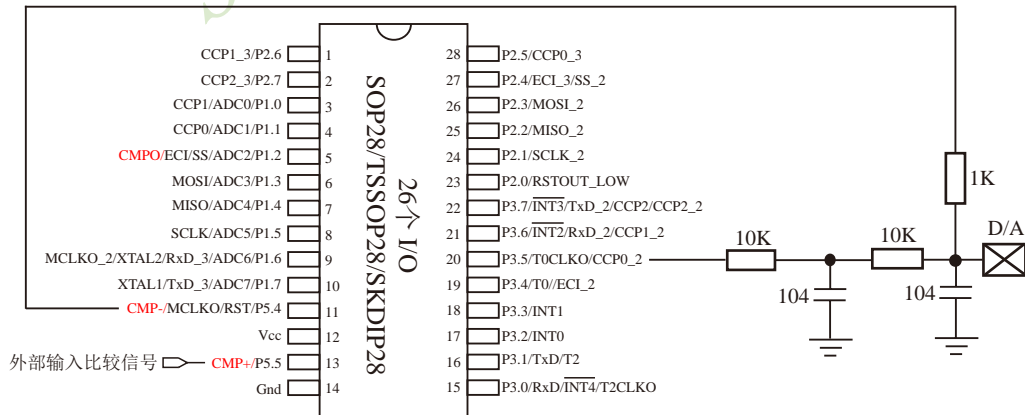 CCP1_3/P2.6
1
CCP2_3/P2.7
2
CCP1/ADC0/P1.0
3
CCP0/ADC1/P1.1
4
CMPO/ECI/SS/ADC2/P1.2
5
MOSI/ADC3/P1.3
6
MISO/ADC4/P1.4
7
SCLK/ADC5/P1.5
8
MCLKO_2/XTAL2/RxD_3/ADC6/P1.6
9
XTAL1/TxD_3/ADC7/P1.7
10
CMP-/MCLKO/RST/P5.4
11
Vcc
12
外部输入比较信号
CMP+/P5.5
13
Gnd
14
SOP28/TSSOP28/SKDIP28
26个 I/O
28
P2.5/CCP0_3
27
P2.4/ECI_3/SS_2
26
P2.3/MOSI_2
25
P2.2/MISO_2
24
P2.1/SCLK_2
23
P2.0/RSTOUT_LOW
22
P3.7/INT3/TxD_2/CCP2/CCP2_2
21
P3.6/INT2/RxD_2/CCP1_2
20
P3.5/T0CLKO/CCP0_2
19
P3.4/T0//ECI_2
18
P3.3/INT1
17
P3.2/INT0
16
P3.1/TxD/T2
15
P3.0/RxD/INT4/T2CLKO
10K
104
10K
104
1K
D/A